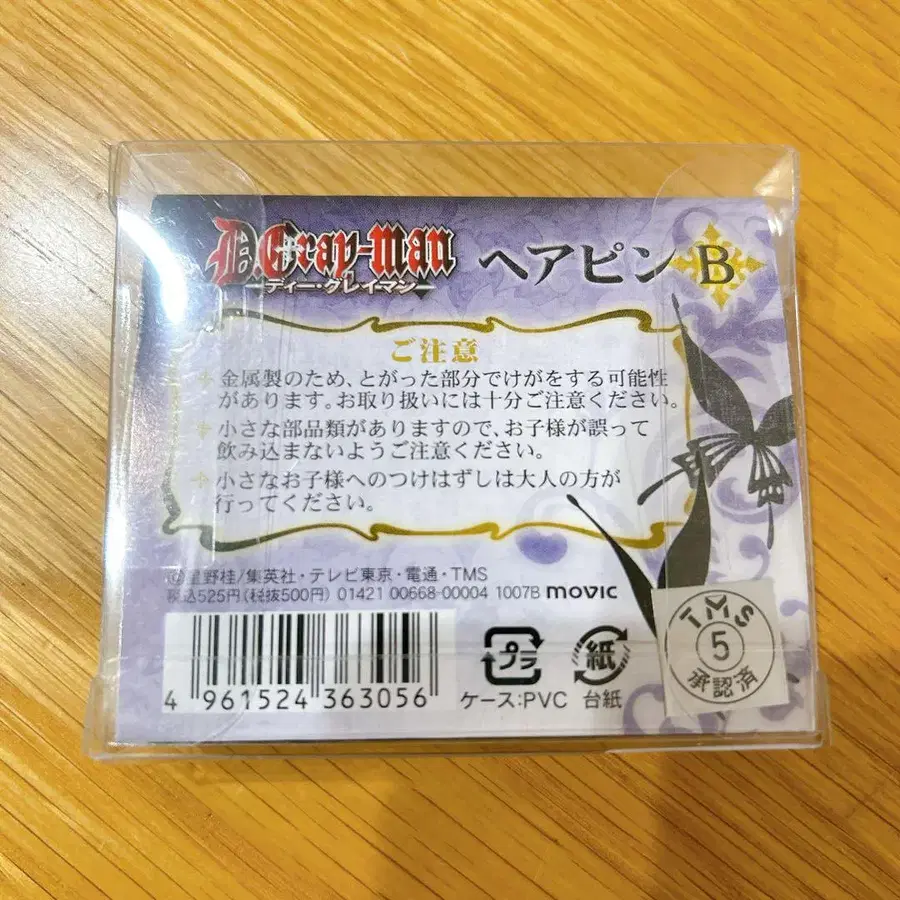 D.Gray-Man
ディー・グレイマン
ヘアピン B
ご注意
金属製のため、とがった部分でけがをする可能性
があります。お取り扱いには十分ご注意ください。
小さな部品類がありますので、お子様が誤って
飲み込まないようご注意ください。
小さなお子様へのつけはずしは大人の方が
行ってください。
©星野桂/集英社・テレビ東京・電通・TMS
税込525円(税抜500円) 01421 00668-00004 1007B movic
4 961524 363056
プラ
ケース:PVC
紙
台紙
TMS
5
承認済